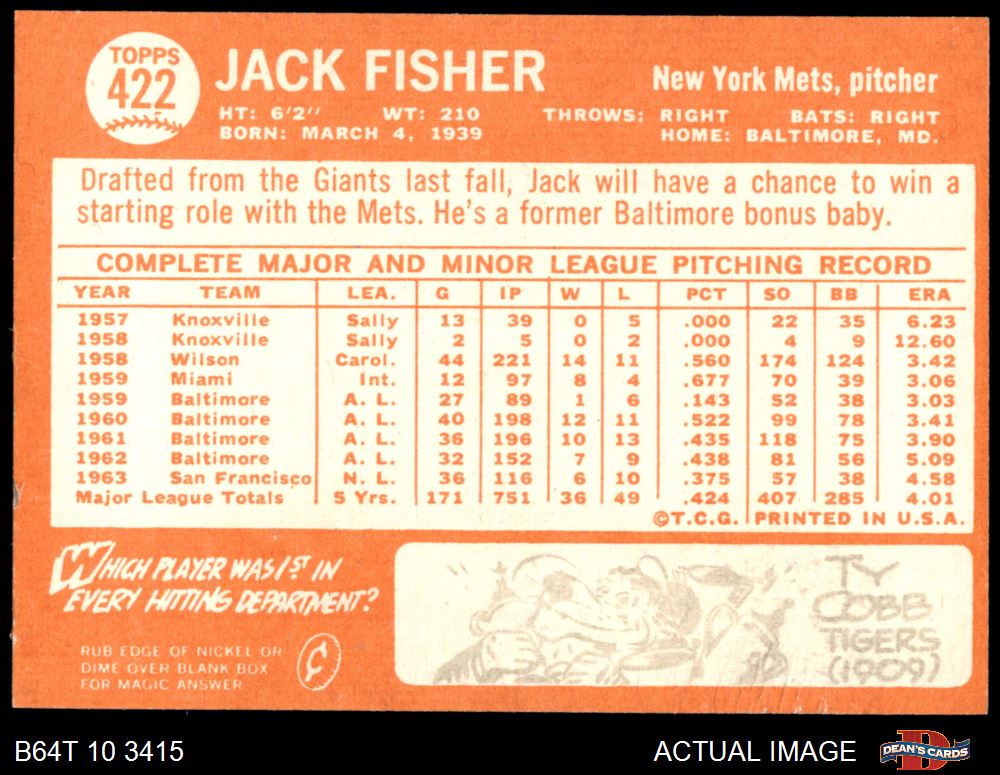 TOPPS
422
JACK FISHER
New York Mets, pitcher
HT: 6'2" WT: 210 THROWS: RIGHT BATS: RIGHT
BORN: MARCH 4, 1939 HOME: BALTIMORE, MD.
Drafted from the Giants last fall, Jack will have a chance to win a
starting role with the Mets. He's a former Baltimore bonus baby.
COMPLETE MAJOR AND MINOR LEAGUE PITCHING RECORD
YEAR TEAM LEA. G IP W L PCT SO BB ERA
1957 Knoxville Sally 13 39 0 5 .000 22 35 6.23
1958 Knoxville Sally 2 5 0 2 .000 4 9 12.60
1958 Wilson Carol. 44 221 14 11 .560 174 124 3.42
1959 Miami Int. 12 97 8 4 .677 70 39 3.06
1959 Baltimore A. L. 27 89 1 6 .143 52 38 3.03
1960 Baltimore A. L. 40 198 12 11 .522 99 78 3.41
1961 Baltimore A. L. 36 196 10 13 .435 118 75 3.90
1962 Baltimore A. L. 32 152 7 9 .438 81 56 5.09
1963 San Francisco N. L. 36 116 6 10 .375 57 38 4.58
Major League Totals 5 Yrs. 171 751 36 49 .424 407 285 4.01
©T.C.G. PRINTED IN U.S.A.
WHICH PLAYER WAS 1ST IN
EVERY HITTING DEPARTMENT?
RUB EDGE OF NICKEL OR
DIME OVER BLANK BOX
FOR MAGIC ANSWER
¢
TY
COBB
TIGERS
(1909)
B64T 10 3415
ACTUAL IMAGE
D
DEAN'S CARDS